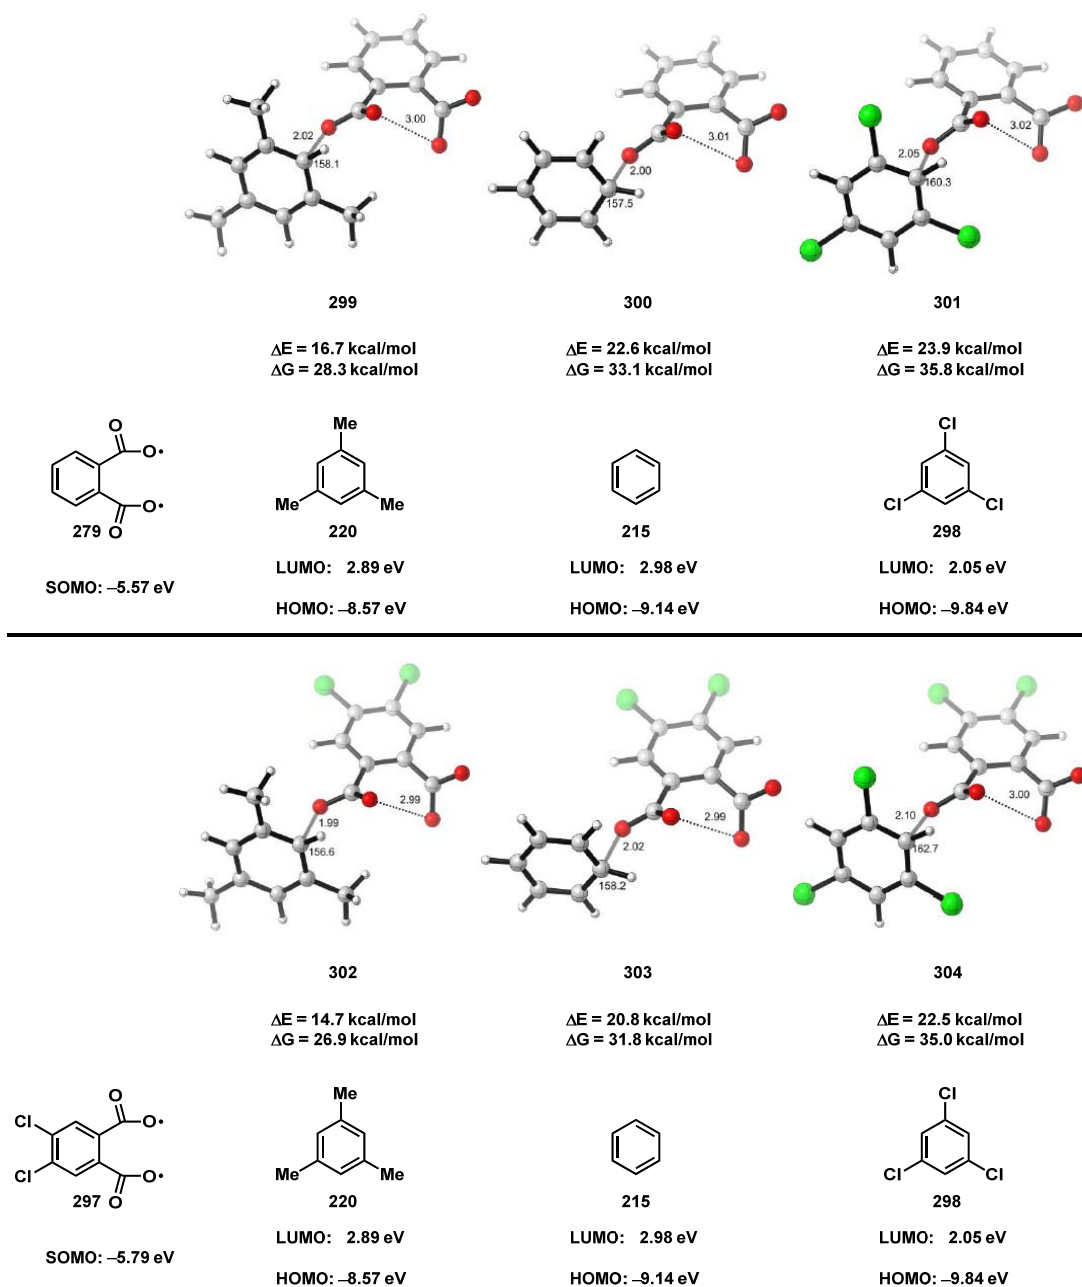 3.00
2.02
158.1
3.01
2.00
157.5
3.02
2.05
160.3
299 300 301
ΔE = 16.7 kcal/mol ΔE = 22.6 kcal/mol ΔE = 23.9 kcal/mol
ΔG = 28.3 kcal/mol ΔG = 33.1 kcal/mol ΔG = 35.8 kcal/mol
O
O•
O•
O
279
Me
Me Me
220
215
Cl
Cl Cl
298
SOMO: –5.57 eV
LUMO: 2.89 eV LUMO: 2.98 eV LUMO: 2.05 eV
HOMO: –8.57 eV HOMO: –9.14 eV HOMO: –9.84 eV
2.99
1.99
156.6
2.99
2.02
158.2
3.00
2.10
162.7
302 303 304
ΔE = 14.7 kcal/mol ΔE = 20.8 kcal/mol ΔE = 22.5 kcal/mol
ΔG = 26.9 kcal/mol ΔG = 31.8 kcal/mol ΔG = 35.0 kcal/mol
O
Cl O•
Cl O•
O
297
Me
Me Me
220
215
Cl
Cl Cl
298
SOMO: –5.79 eV
LUMO: 2.89 eV LUMO: 2.98 eV LUMO: 2.05 eV
HOMO: –8.57 eV HOMO: –9.14 eV HOMO: –9.84 eV